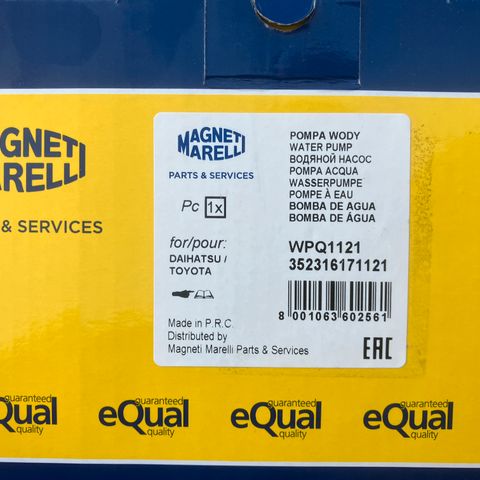 AGNETI
ARELLI
& SERVICES
MAGNETI
MARELLI
PARTS & SERVICES
Pc 1x
for/pour:
DAIHATSU /
TOYOTA
Made in P.R.C.
Distributed by
Magneti Marelli Parts & Services
POMPA WODY
WATER PUMP
ВОДЯНОЙ НАСОС
POMPA ACQUA
WASSERPUMPE
POMPE À EAU
BOMBA DE AGUA
BOMBA DE ÁGUA
WPQ1121
352316171121
8 001063 602561
EAC
guaranteed
Qual
quality
guaranteed
eQual
quality
guaranteed
eQual
quality
guaranteed
eQual
quality